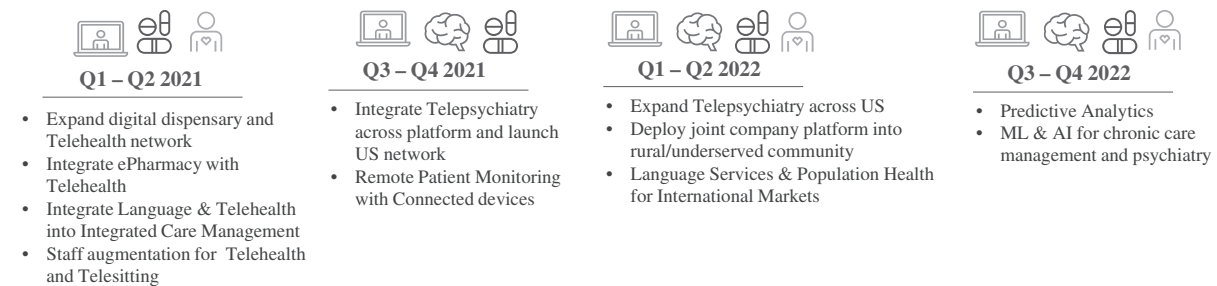 Q1 – Q2 2021
• Expand digital dispensary and
Telehealth network
• Integrate ePharmacy with
Telehealth
• Integrate Language & Telehealth
into Integrated Care Management
• Staff augmentation for Telehealth
and Telesitting
Q3 – Q4 2021
• Integrate Telepsychiatry
across platform and launch
US network
• Remote Patient Monitoring
with Connected devices
Q1 – Q2 2022
• Expand Telepsychiatry across US
• Deploy joint company platform into
rural/underserved community
• Language Services & Population Health
for International Markets
Q3 – Q4 2022
• Predictive Analytics
• ML & AI for chronic care
management and psychiatry